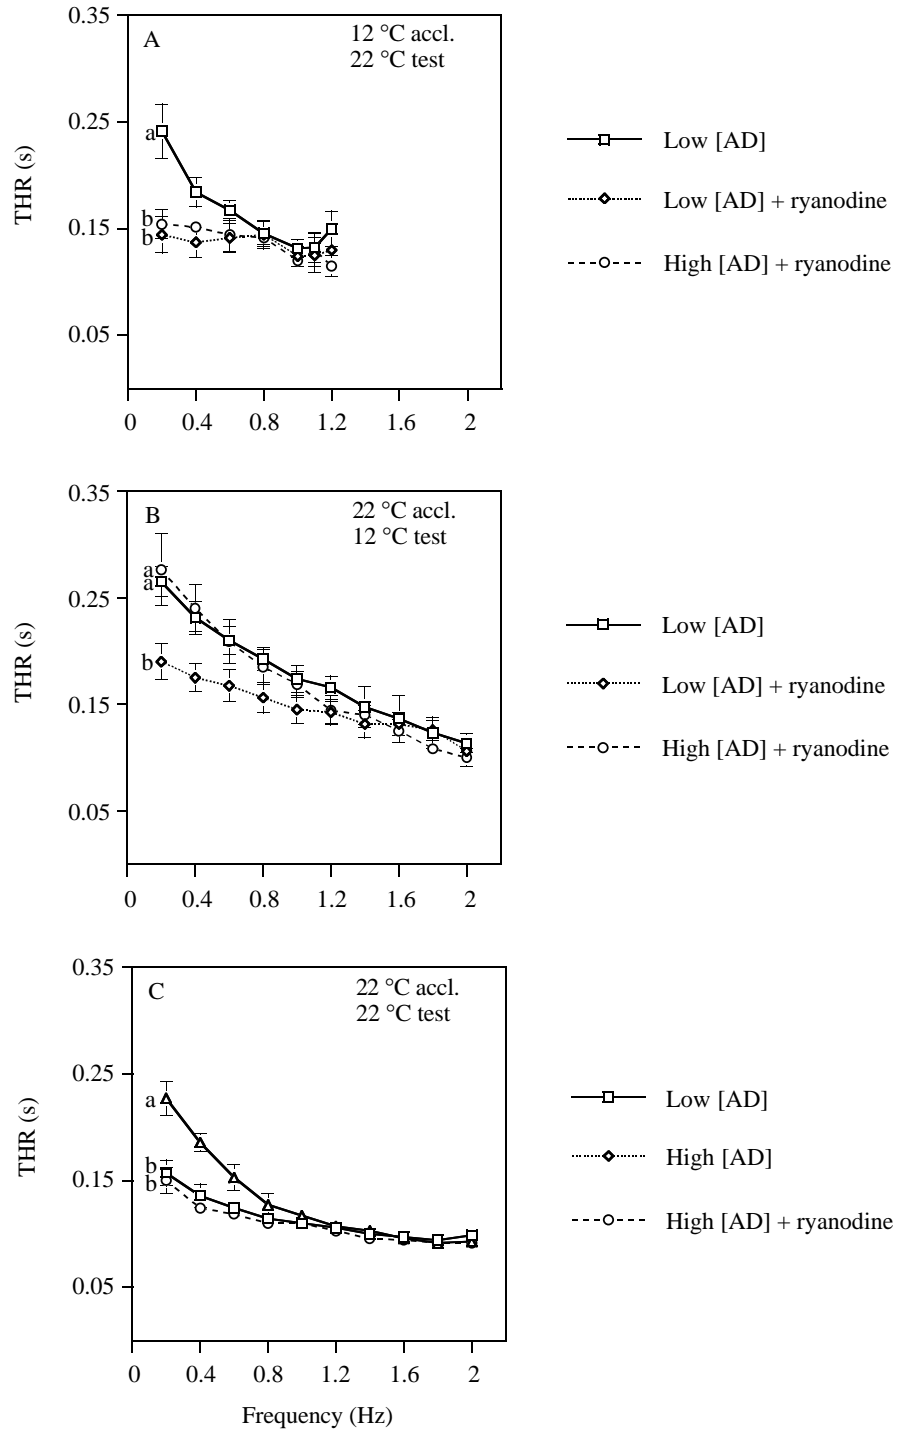 0.35
A
12 °C accl.
22 °C test
0.25
a
THR (s)
0.15
b
b
0.05
0 0.4 0.8 1.2 1.6 2
Low [AD]
Low [AD] + ryanodine
High [AD] + ryanodine
0.35
B
22 °C accl.
12 °C test
0.25
a
a
THR (s)
b
0.15
0.05
0 0.4 0.8 1.2 1.6 2
Low [AD]
Low [AD] + ryanodine
High [AD] + ryanodine
0.35
C
22 °C accl.
22 °C test
0.25
a
THR (s)
0.15
b
b
0.05
0 0.4 0.8 1.2 1.6 2
Frequency (Hz)
Low [AD]
High [AD]
High [AD] + ryanodine